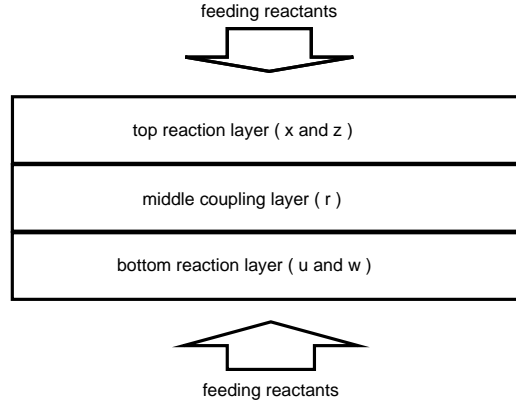 feeding reactants
top reaction layer ( x and z )
middle coupling layer ( r )
bottom reaction layer ( u and w )
feeding reactants